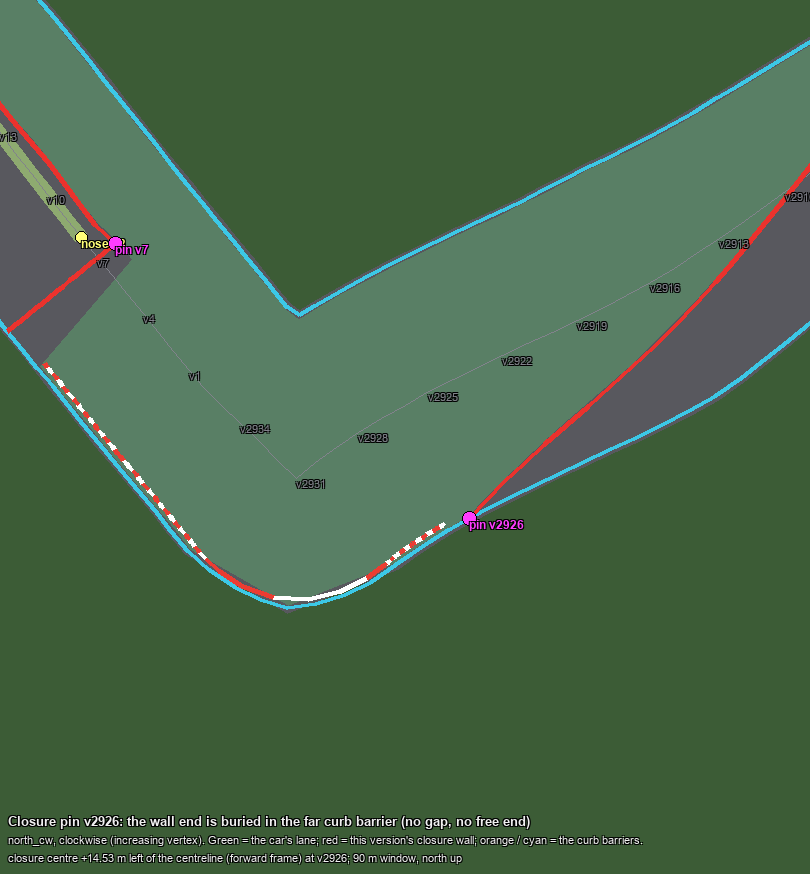 v13
v10
nose
pin v7
v7
v4
v1
v2934
v2931
v2928
v2925
v2922
v2919
v2916
v2913
pin v2926
Closure pin v2926: the wall end is buried in the far curb barrier (no gap, no free end)
north_cw, clockwise (increasing vertex). Green = the car's lane; red = this version's closure wall; orange / cyan = the curb barriers.
closure centre +14.53 m left of the centreline (forward frame) at v2926; 90 m window, north up